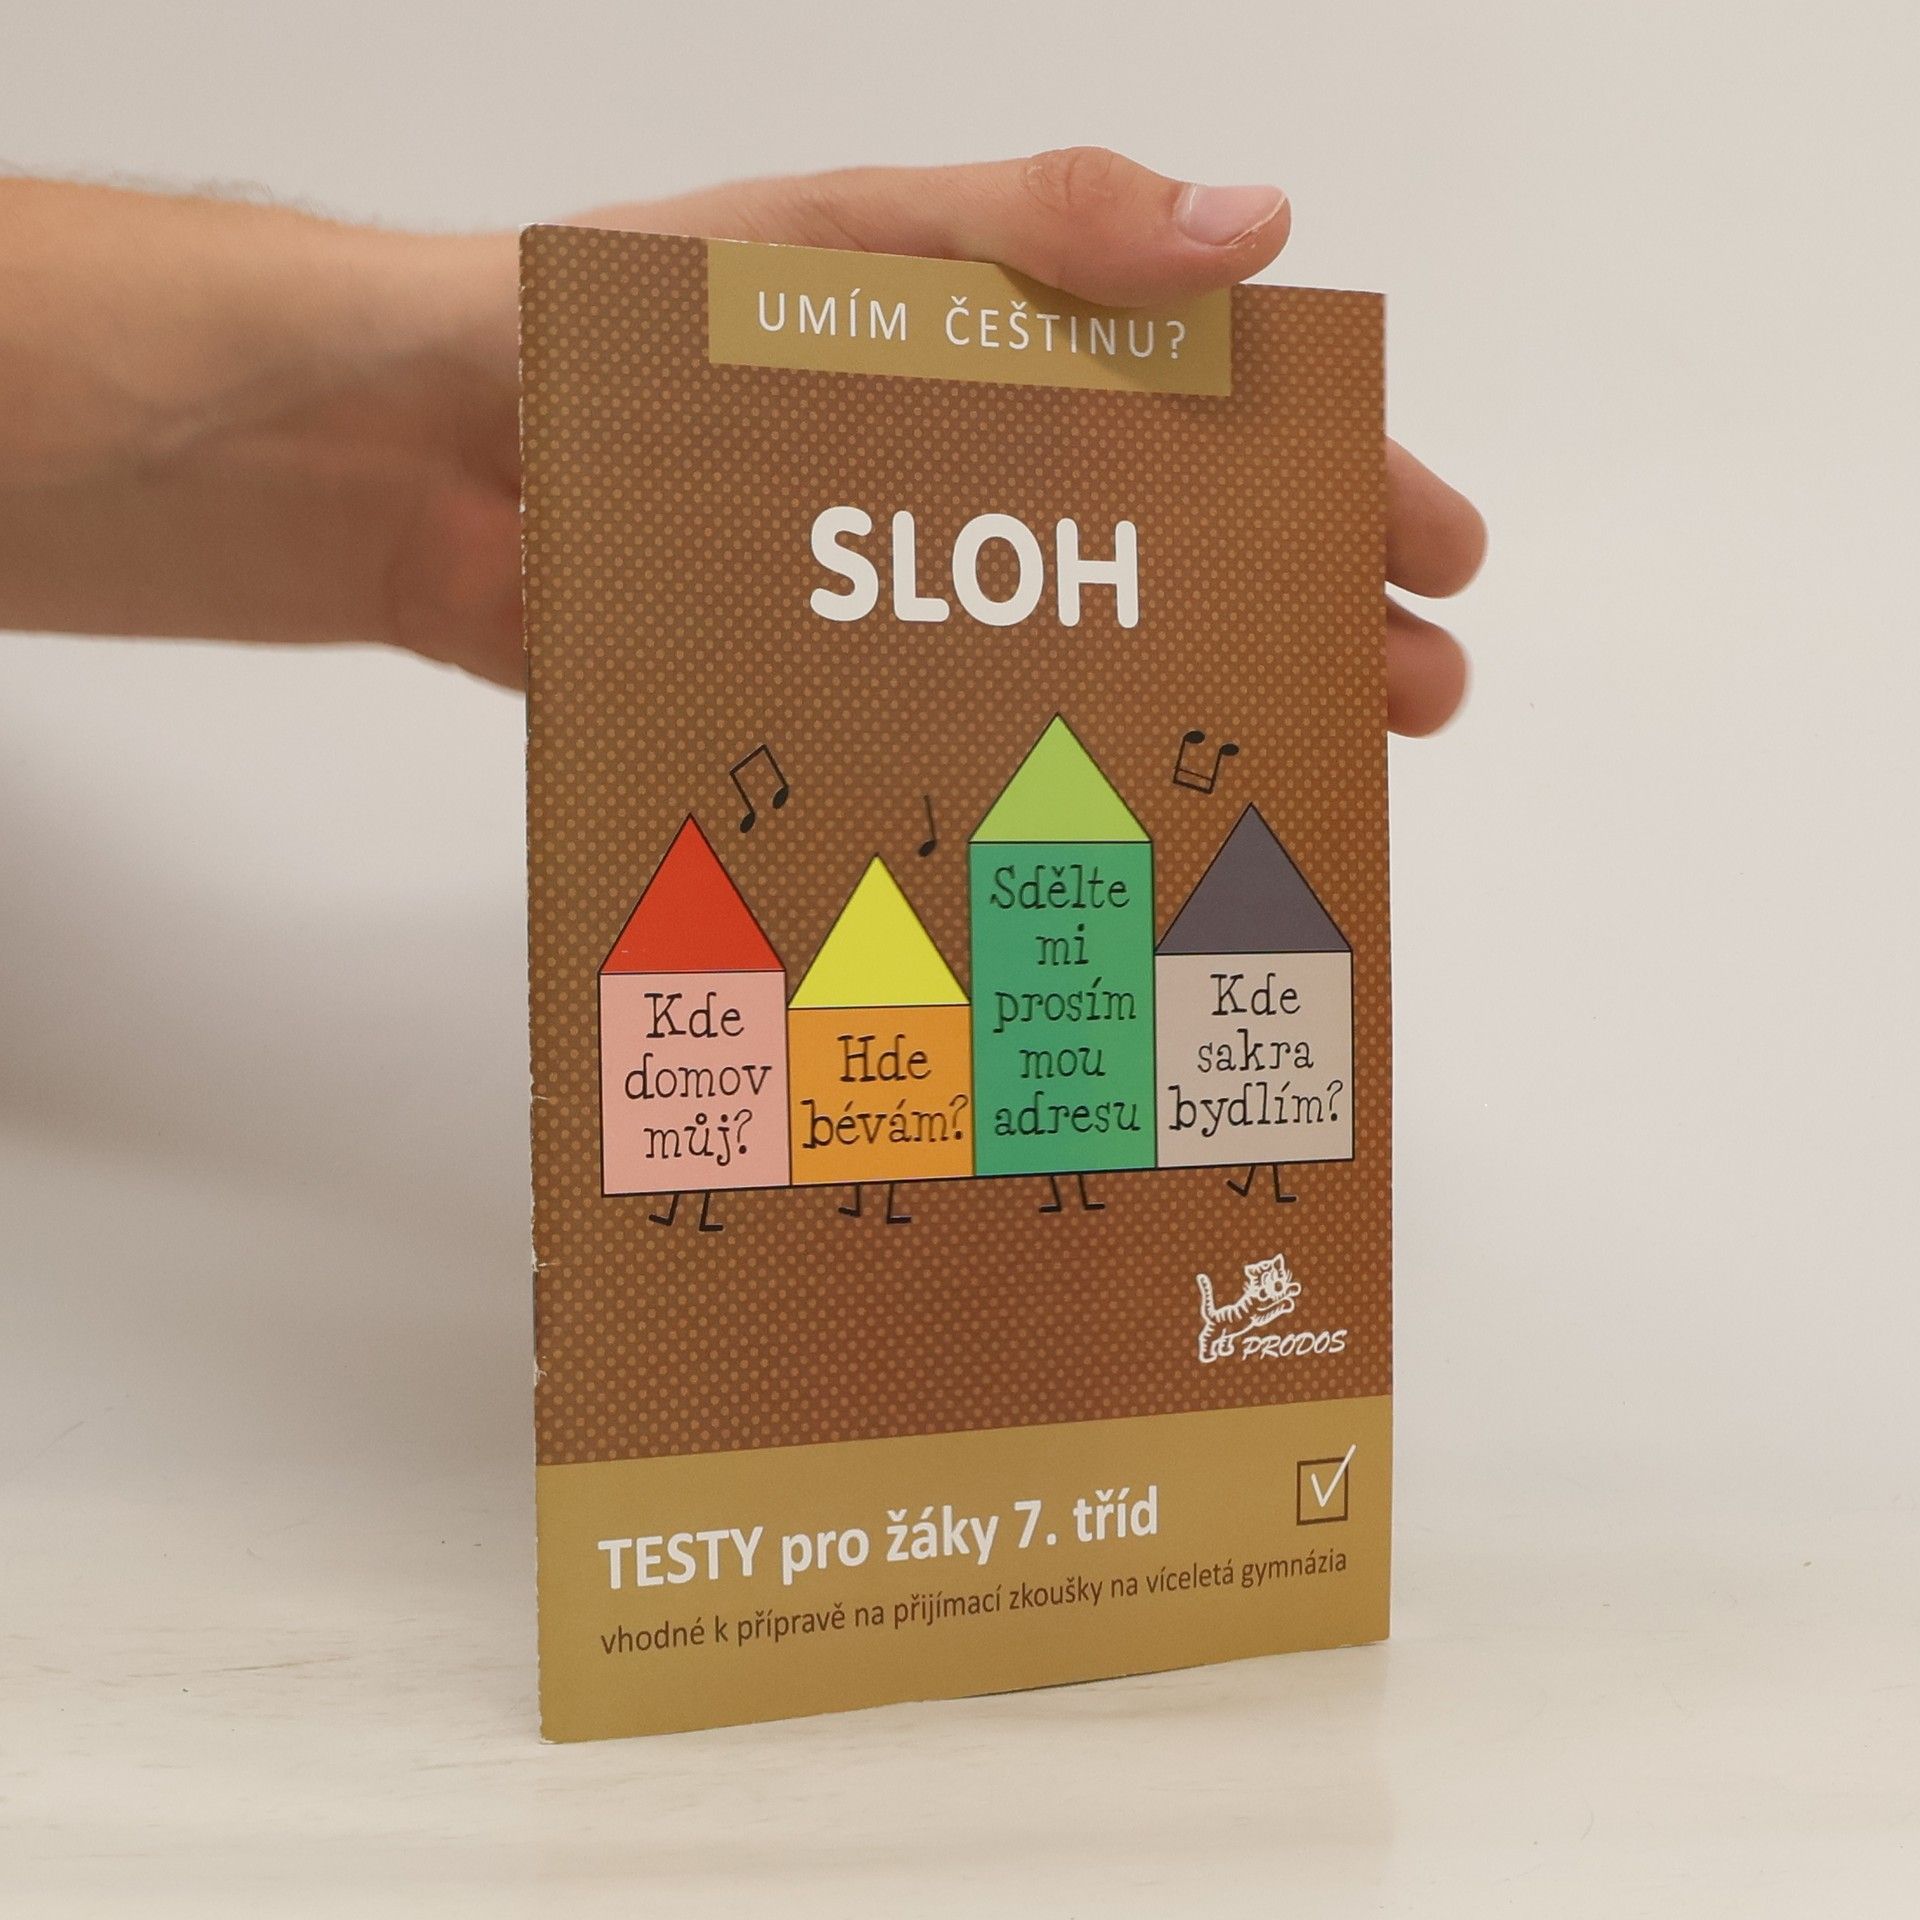 UMÍM ČEŠTINU?
SLOH
Kde
domov
můj?
Hde
bévám?
Sdělte
mi
prosím
mou
adresu
Kde
sakra
bydlím?
PRODOS
TESTY pro žáky 7. tříd
vhodné k přípravě na přijímací zkoušky na víceletá gymnázia